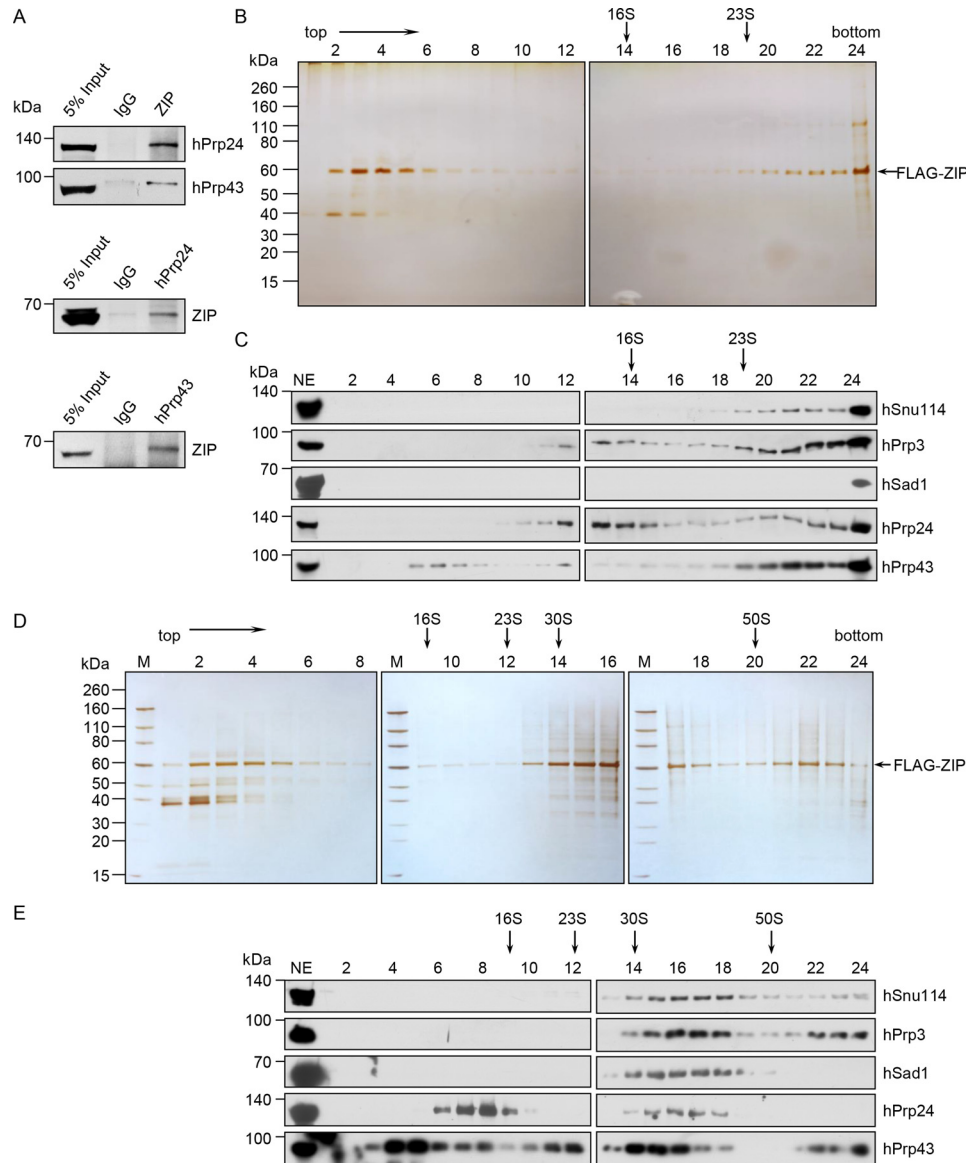 A
5% Input IgG ZIP
kDa
140 hPrp24
100 hPrp43
5% Input IgG hPrp24
70 ZIP
5% Input IgG hPrp43
70 ZIP
B
16S 23S
top bottom
2 4 6 8 10 12 14 16 18 20 22 24
kDa
260
160
110
80
60 FLAG-ZIP
50
40
30
20
15
C
16S 23S
kDa NE 2 4 6 8 10 12 14 16 18 20 22 24
140 hSnu114
100 hPrp3
70 hSad1
140 hPrp24
100 hPrp43
D
16S 23S 30S 50S
top bottom
kDa M 2 4 6 8 M 10 12 14 16 M 18 20 22 24
260
160
110
80
60 FLAG-ZIP
50
40
30
20
15
E
16S 23S 30S 50S
kDa NE 2 4 6 8 10 12 14 16 18 20 22 24
140 hSnu114
100 hPrp3
70 hSad1
140 hPrp24
100 hPrp43